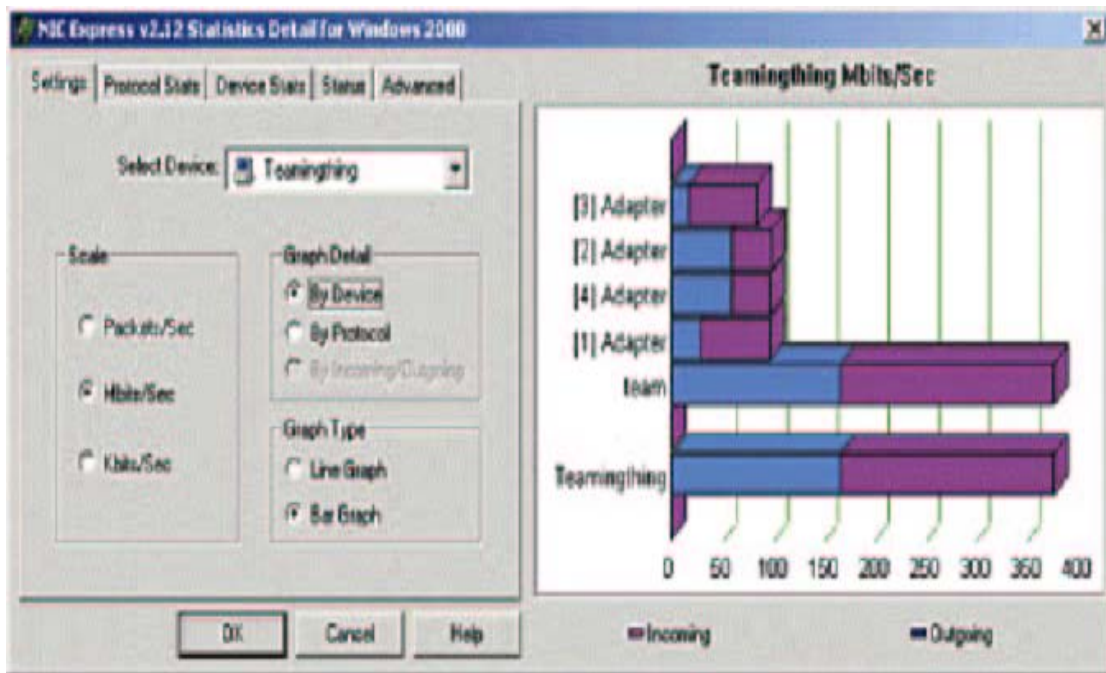 NIC Express v2.12 Statistics Detail for Windows 2000
Settings Protocol Stats Device Stats Status Advanced
Select Device: Teamingthing
Scale
Packets/Sec
Mbits/Sec
Kbits/Sec
Graph Detail
By Device
By Protocol
By Incoming/Outgoing
Graph Type
Line Graph
Bar Graph
OK Cancel Help
Teamingthing Mbits/Sec
[3] Adapter
[2] Adapter
[4] Adapter
[1] Adapter
team
Teamingthing
0 50 100 150 200 250 300 350 400
Incoming Outgoing